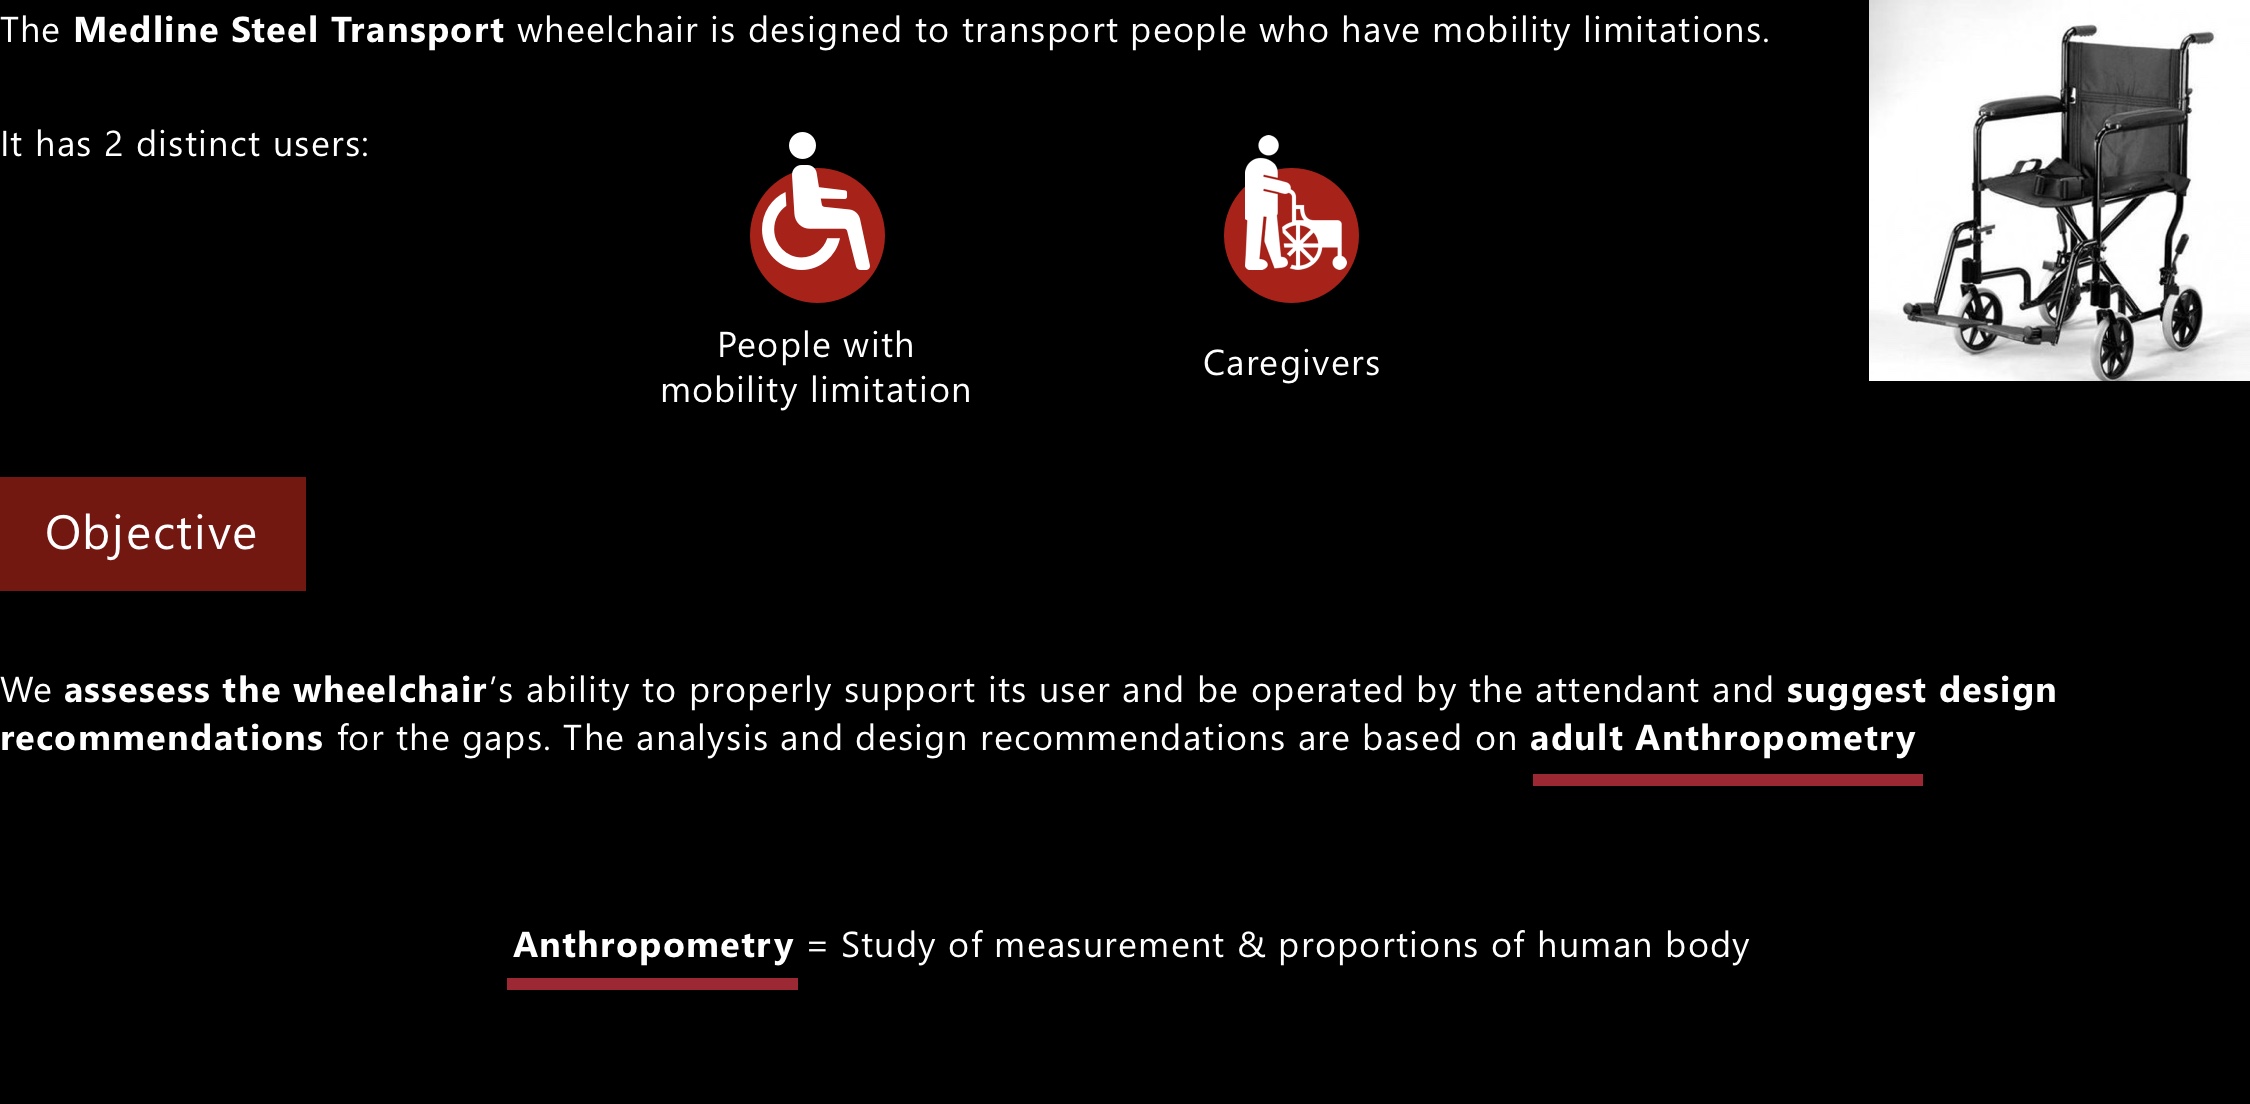 The Medline Steel Transport wheelchair is designed to transport people who have mobility limitations.
It has 2 distinct users:
People with
mobility limitation
Caregivers
Objective
We assesess the wheelchair’s ability to properly support its user and be operated by the attendant and suggest design
recommendations for the gaps. The analysis and design recommendations are based on adult Anthropometry
Anthropometry = Study of measurement & proportions of human body